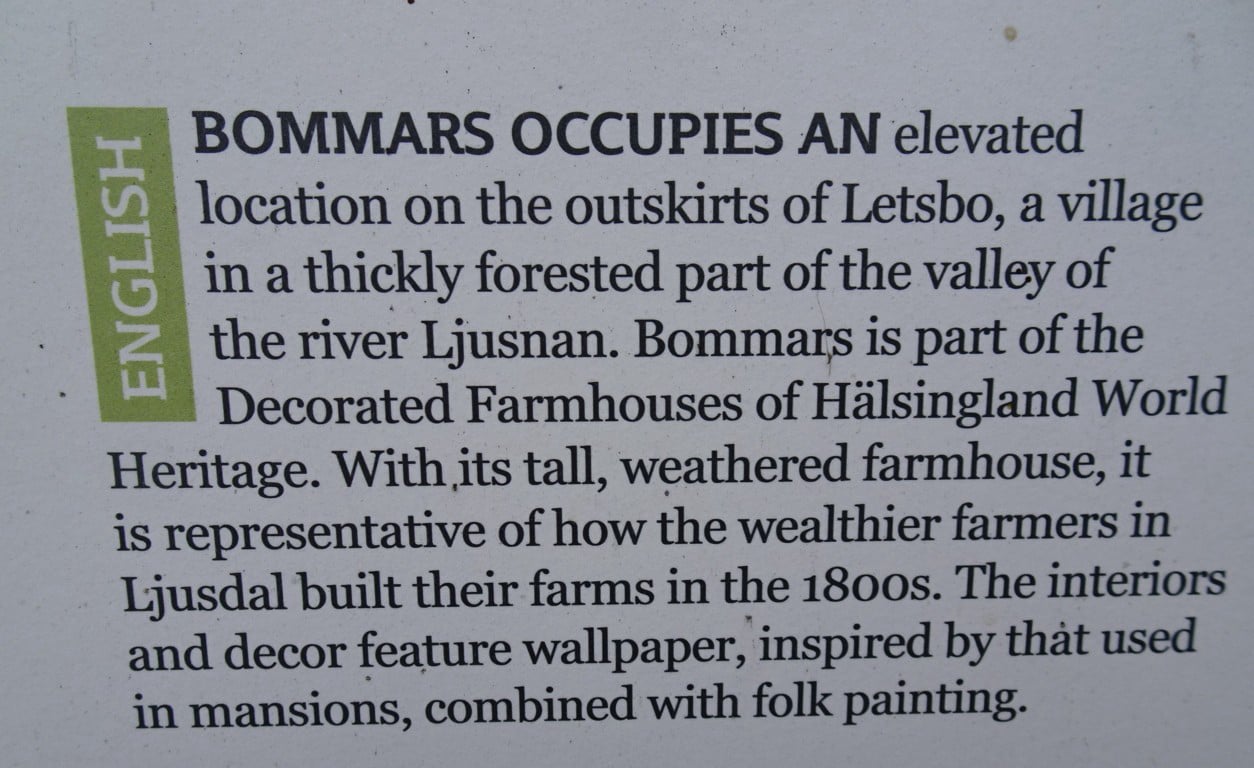 ENGLISH
BOMMARS OCCUPIES AN elevated
location on the outskirts of Letsbo, a village
in a thickly forested part of the valley of
the river Ljusnan. Bommars is part of the
Decorated Farmhouses of Hälsingland World
Heritage. With its tall, weathered farmhouse, it
is representative of how the wealthier farmers in
Ljusdal built their farms in the 1800s. The interiors
and decor feature wallpaper, inspired by that used
in mansions, combined with folk painting.